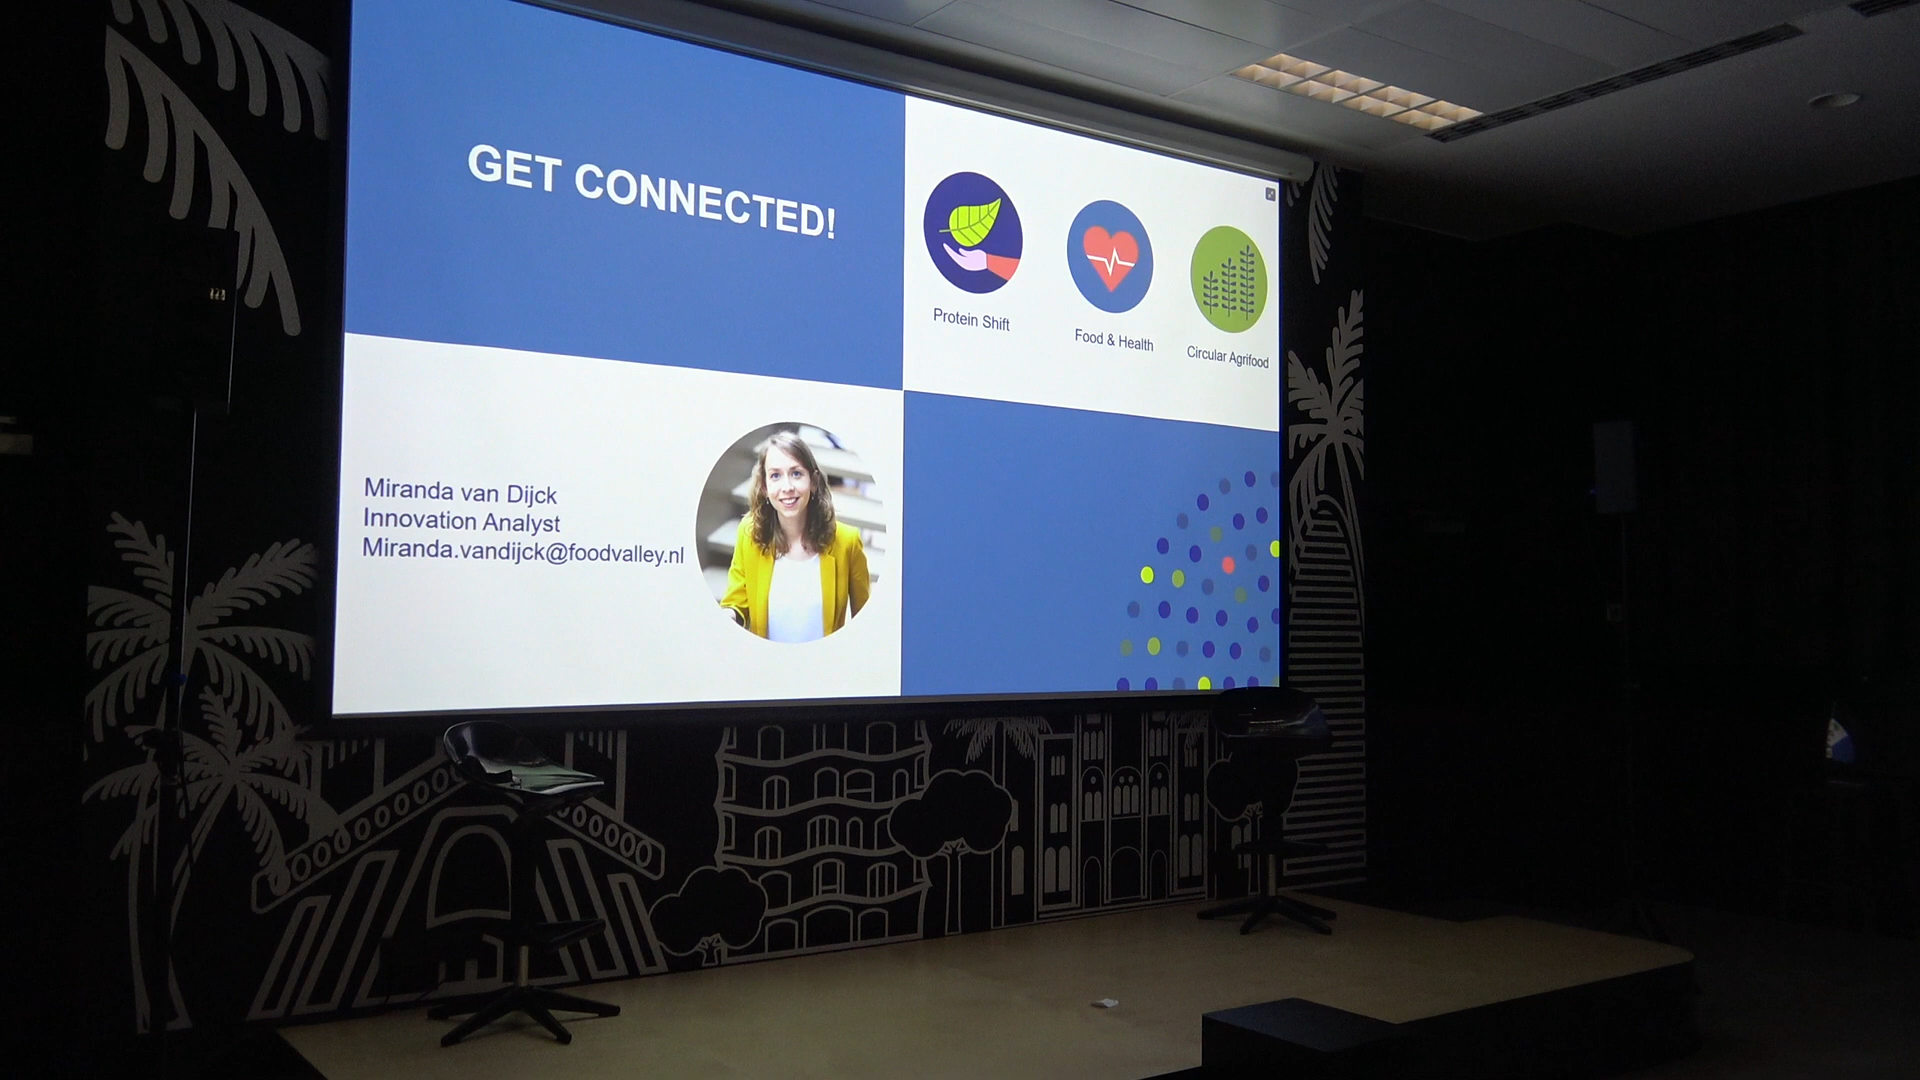 GET CONNECTED!
Protein Shift
Food & Health
Circular Agrifood
Miranda van Dijck
Innovation Analyst
Miranda.vandijck@foodvalley.nl